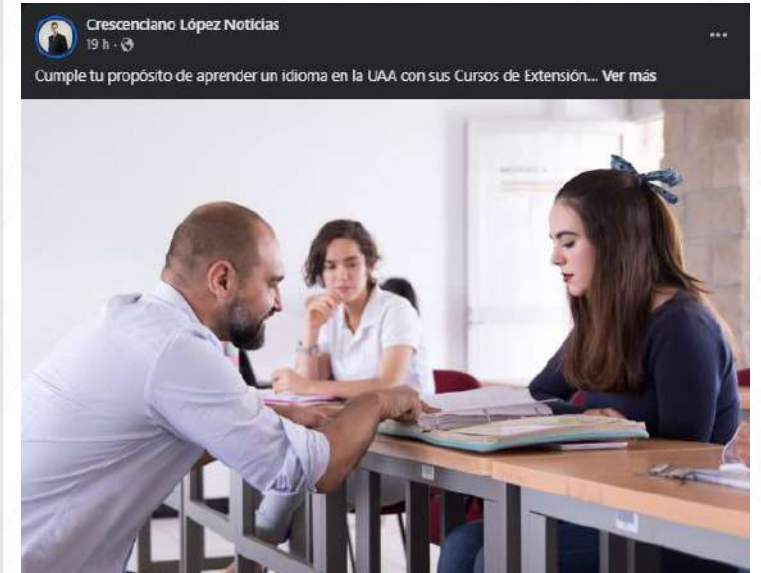 Crescenciano López Noticias
19 h ·
Cumple tu propósito de aprender un idioma en la UAA con sus Cursos de Extensión... Ver más